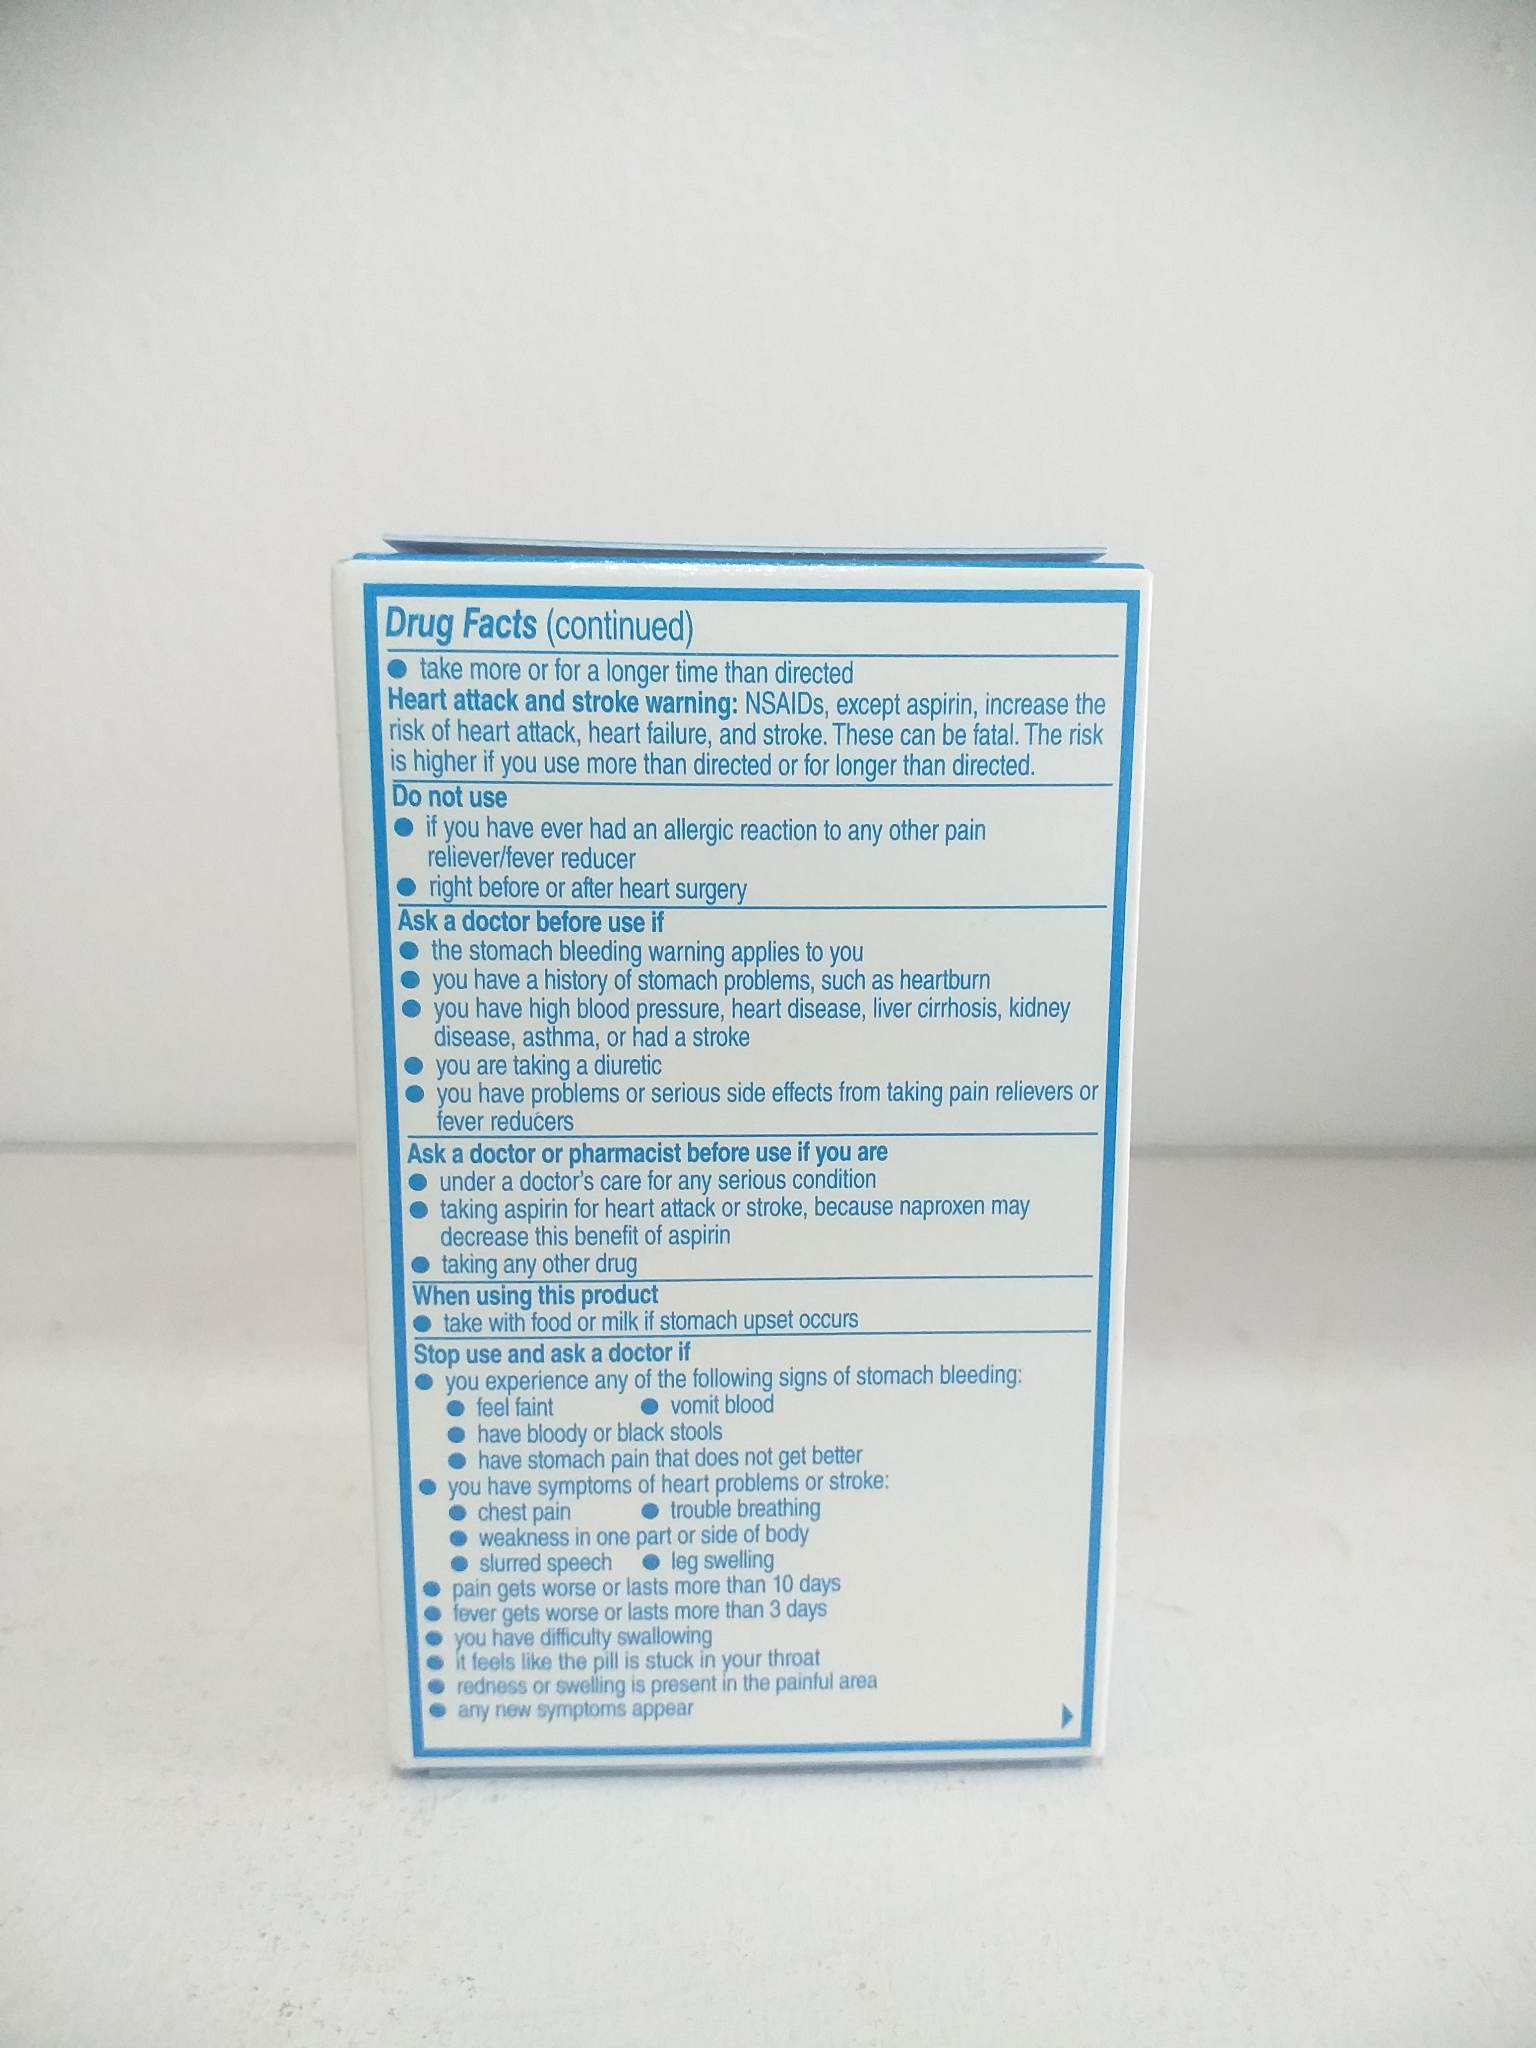 Drug Facts (continued)
● take more or for a longer time than directed
Heart attack and stroke warning: NSAIDs, except aspirin, increase the
risk of heart attack, heart failure, and stroke. These can be fatal. The risk
is higher if you use more than directed or for longer than directed.
Do not use
● if you have ever had an allergic reaction to any other pain
reliever/fever reducer
● right before or after heart surgery
Ask a doctor before use if
● the stomach bleeding warning applies to you
● you have a history of stomach problems, such as heartburn
● you have high blood pressure, heart disease, liver cirrhosis, kidney
disease, asthma, or had a stroke
● you are taking a diuretic
● you have problems or serious side effects from taking pain relievers or
fever reducers
Ask a doctor or pharmacist before use if you are
● under a doctor's care for any serious condition
● taking aspirin for heart attack or stroke, because naproxen may
decrease this benefit of aspirin
● taking any other drug
When using this product
● take with food or milk if stomach upset occurs
Stop use and ask a doctor if
● you experience any of the following signs of stomach bleeding:
● feel faint ● vomit blood
● have bloody or black stools
● have stomach pain that does not get better
● you have symptoms of heart problems or stroke:
● chest pain ● trouble breathing
● weakness in one part or side of body
● slurred speech ● leg swelling
● pain gets worse or lasts more than 10 days
● fever gets worse or lasts more than 3 days
● you have difficulty swallowing
● it feels like the pill is stuck in your throat
● redness or swelling is present in the painful area
● any new symptoms appear